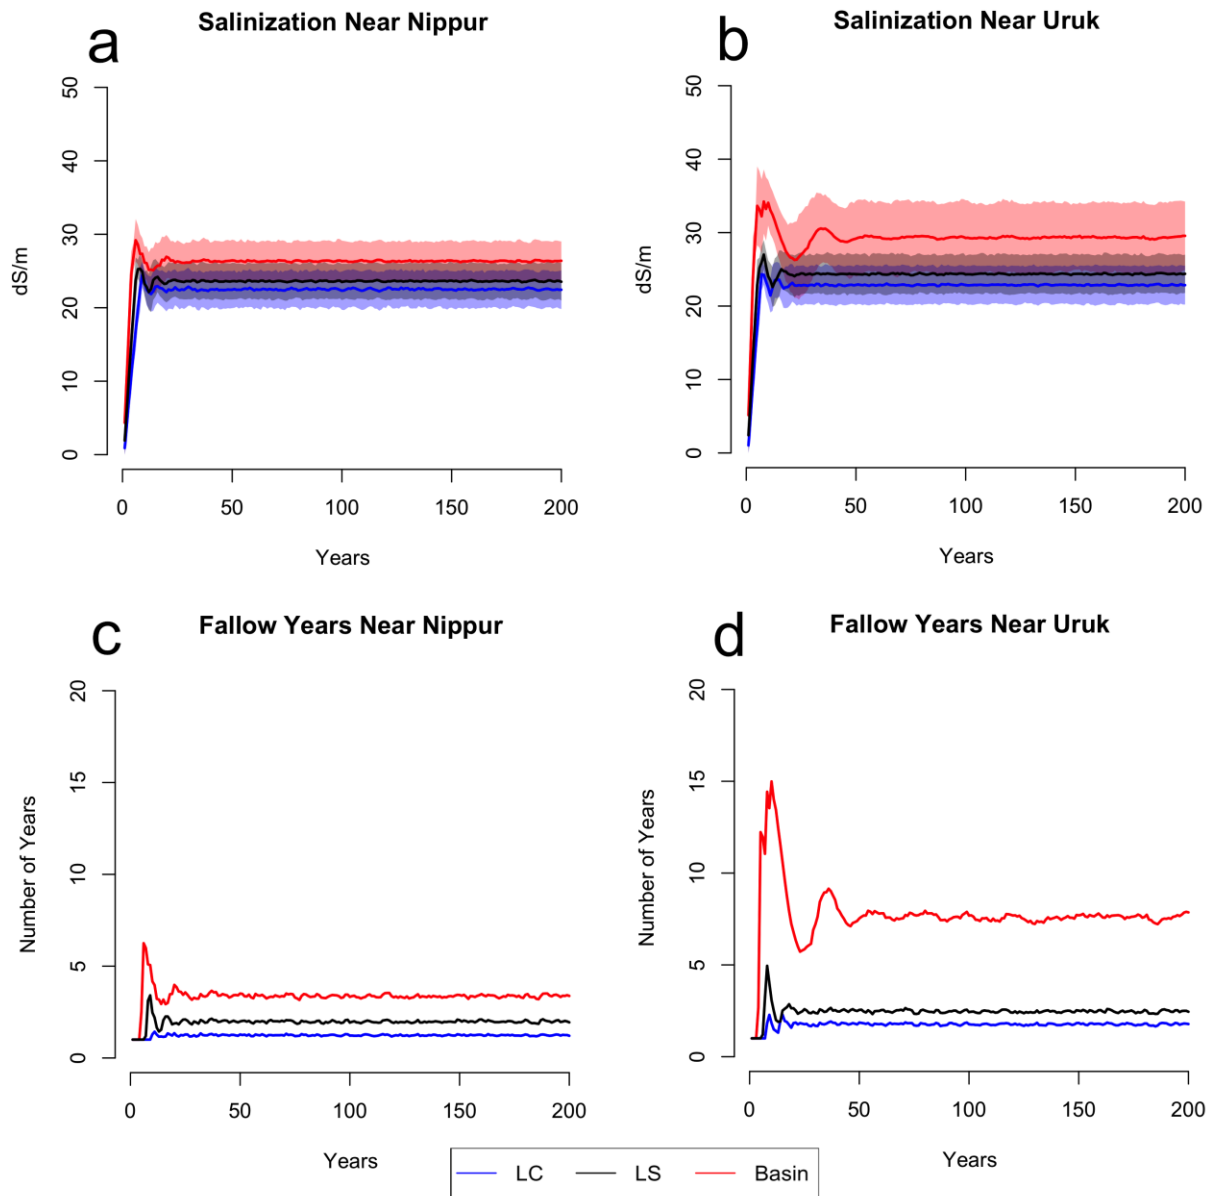 a
Salinization Near Nippur
50
40
30
20
10
0
dS/m
0 50 100 150 200
Years
b
Salinization Near Uruk
50
40
30
20
10
0
dS/m
0 50 100 150 200
Years
c
Fallow Years Near Nippur
20
15
10
5
0
Number of Years
0 50 100 150 200
Years
d
Fallow Years Near Uruk
20
15
10
5
0
Number of Years
0 50 100 150 200
Years
LC LS Basin